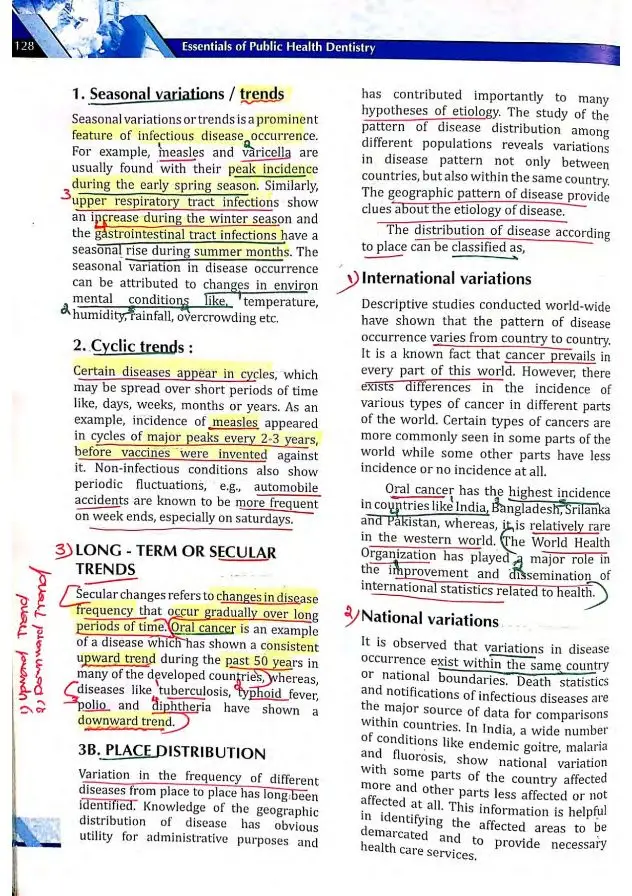 128
Essentials of Public Health Dentistry
1. Seasonal variations / trends
Seasonal variations or trends is a prominent
feature of infectious disease occurrence.
For example, measles and varicella are
usually found with their peak incidence
during the early spring season. Similarly,
upper respiratory tract infections show
an increase during the winter season and
the gastrointestinal tract infections have a
seasonal rise during summer months. The
seasonal variation in disease occurrence
can be attributed to changes in environ
mental conditions like, temperature,
humidity, rainfall, overcrowding etc.
2. Cyclic trends :
Certain diseases appear in cycles, which
may be spread over short periods of time
like, days, weeks, months or years. As an
example, incidence of measles appeared
in cycles of major peaks every 2-3 years,
before vaccines were invented against
it. Non-infectious conditions also show
periodic fluctuations, e.g., automobile
accidents are known to be more frequent
on week ends, especially on saturdays.
3) LONG - TERM OR SECULAR
TRENDS
Secular changes refers to changes in disease
frequency that occur gradually over long
periods of time. Oral cancer is an example
of a disease which has shown a consistent
upward trend during the past 50 years in
many of the developed countries, whereas,
diseases like tuberculosis, typhoid fever,
polio and diphtheria have shown a
downward trend.
1) Upward Trend
2) Downward Trend
3B. PLACE DISTRIBUTION
Variation in the frequency of different
diseases from place to place has long been
identified. Knowledge of the geographic
distribution of disease has obvious
utility for administrative purposes and
has contributed importantly to many
hypotheses of etiology. The study of the
pattern of disease distribution among
different populations reveals variations
in disease pattern not only between
countries, but also within the same country.
The geographic pattern of disease provide
clues about the etiology of disease.
The distribution of disease according
to place can be classified as,
1) International variations
Descriptive studies conducted world-wide
have shown that the pattern of disease
occurrence varies from country to country.
It is a known fact that cancer prevails in
every part of this world. However, there
exists differences in the incidence of
various types of cancer in different parts
of the world. Certain types of cancers are
more commonly seen in some parts of the
world while some other parts have less
incidence or no incidence at all.
Oral cancer has the highest incidence
in countries like India, Bangladesh, Srilanka
and Pakistan, whereas, it is relatively rare
in the western world. The World Health
Organization has played a major role in
the improvement and dissemination of
international statistics related to health.
2) National variations
It is observed that variations in disease
occurrence exist within the same country
or national boundaries. Death statistics
and notifications of infectious diseases are
the major source of data for comparisons
within countries. In India, a wide number
of conditions like endemic goitre, malaria
and fluorosis, show national variation
with some parts of the country affected
more and other parts less affected or not
affected at all. This information is helpful
in identifying the affected areas to be
demarcated and to provide necessary
health care services.